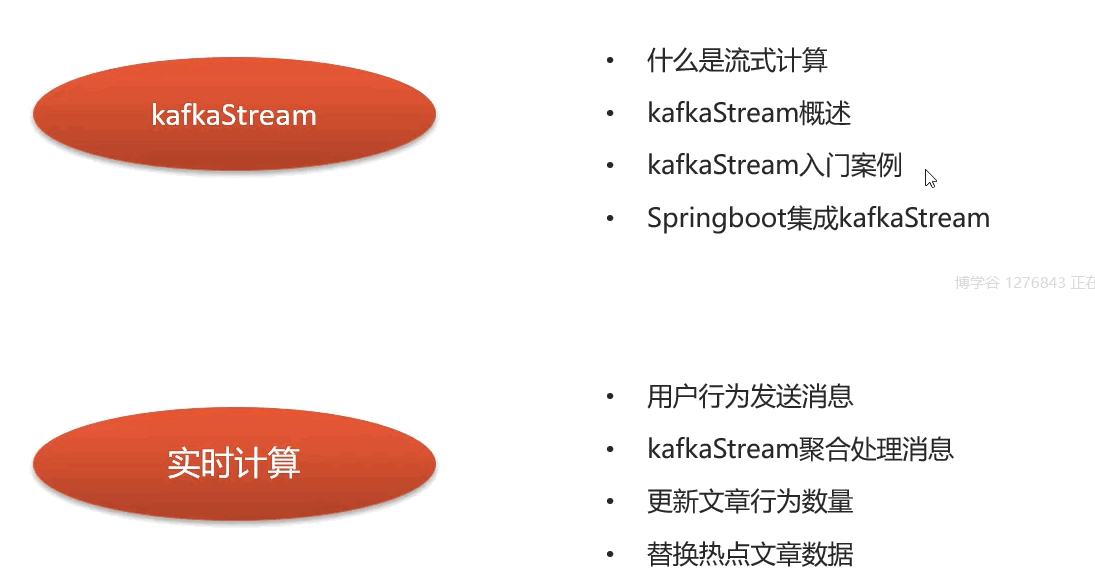 kafkaStream
什么是流式计算
kafkaStream概述
kafkaStream入门案例
Springboot集成kafkaStream
博学谷 1276843 正在
实时计算
用户行为发送消息
kafkaStream聚合处理消息
更新文章行为数量
替换热点文章数据